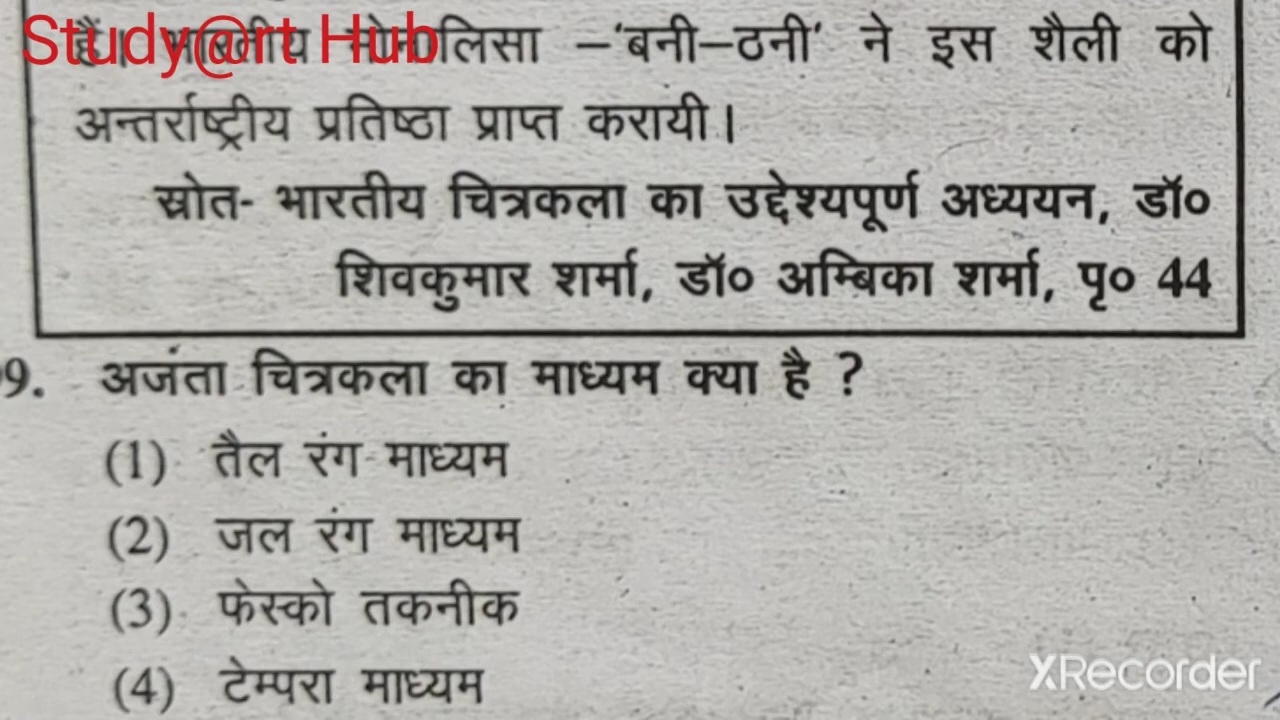 Study@rt Hub
हैं। भारतीय मोनालिसा –'बनी–ठनी' ने इस शैली को
अन्तर्राष्ट्रीय प्रतिष्ठा प्राप्त करायी।
स्रोत- भारतीय चित्रकला का उद्देश्यपूर्ण अध्ययन, डॉ०
शिवकुमार शर्मा, डॉ० अम्बिका शर्मा, पृ० 44
9. अजंता चित्रकला का माध्यम क्या है ?
(1) तैल रंग माध्यम
(2) जल रंग माध्यम
(3) फेस्को तकनीक
(4) टेम्परा माध्यम
XRecorder